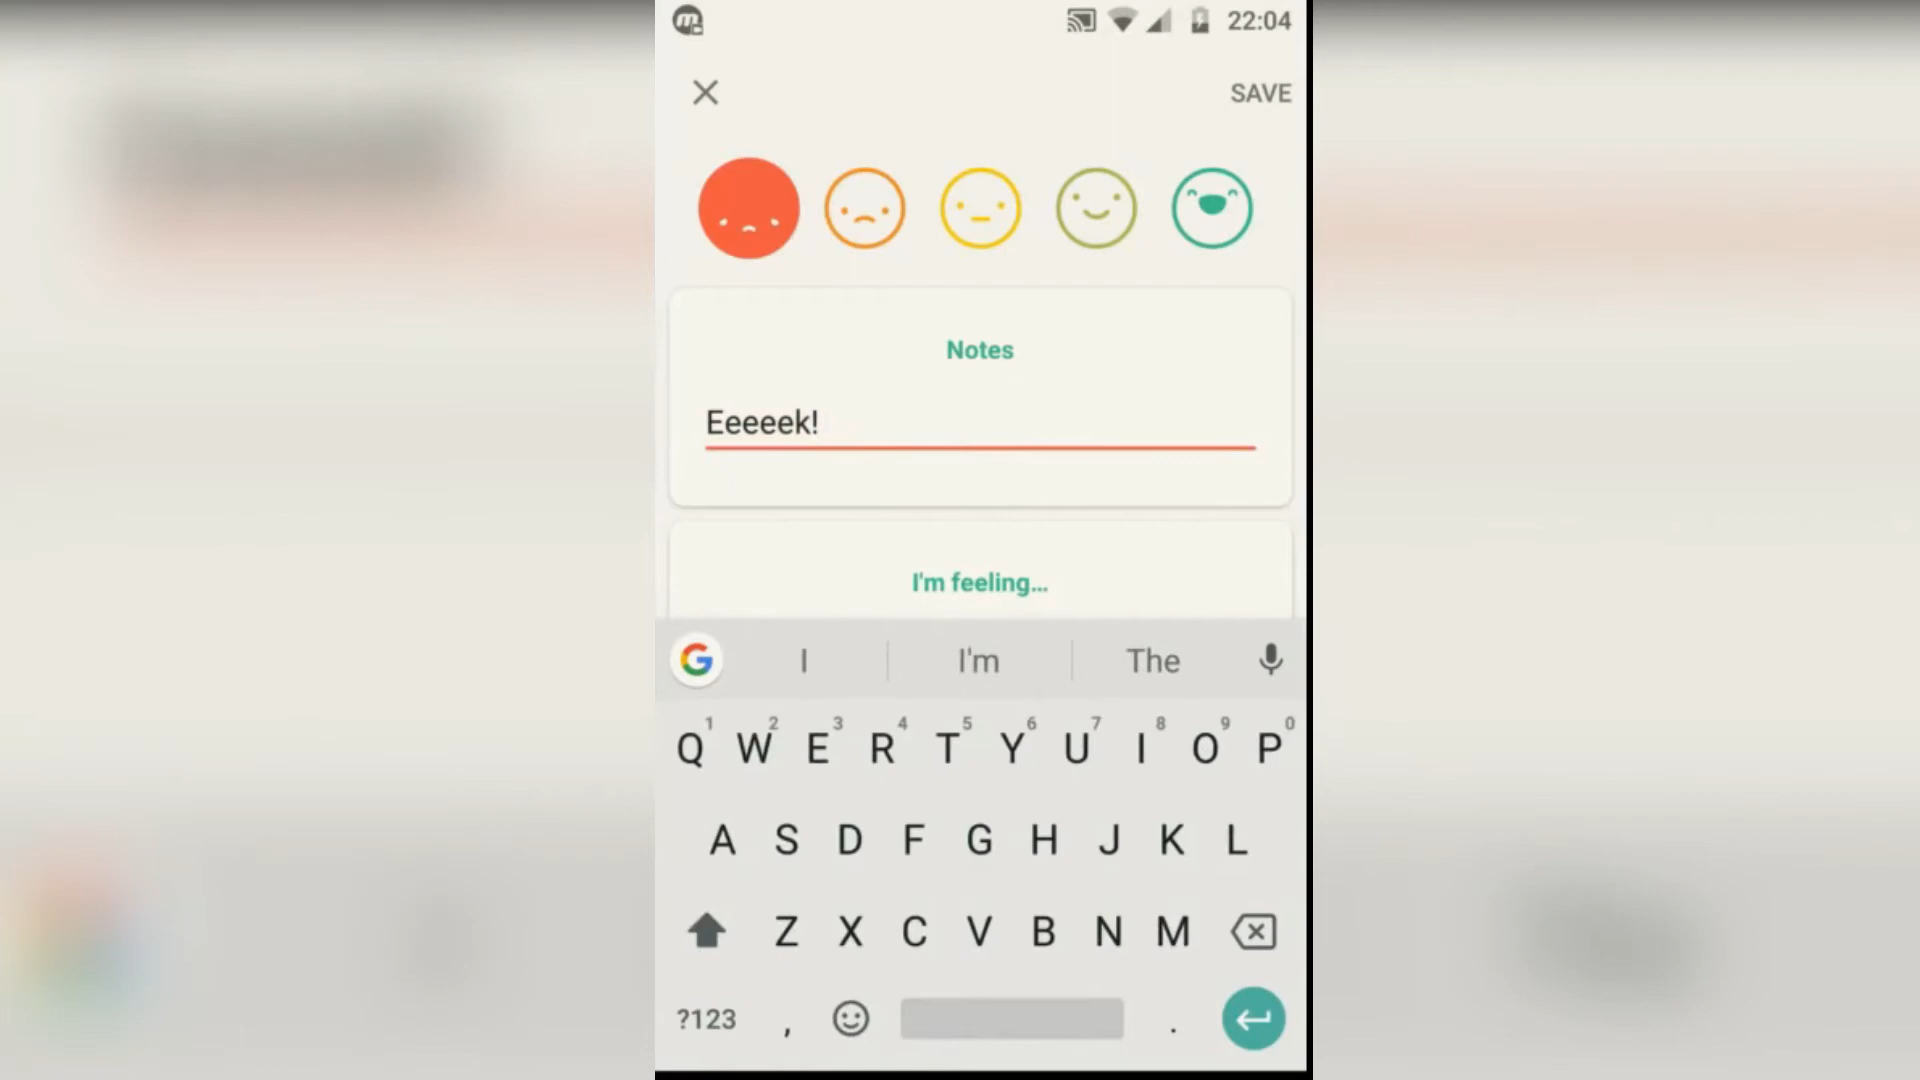 22:04
SAVE
Notes
Eeeeek!
I'm feeling...
I I'm The
1 2 3 4 5 6 7 8 9 0
Q W E R T Y U I O P
A S D F G H J K L
Z X C V B N M
?123 , .